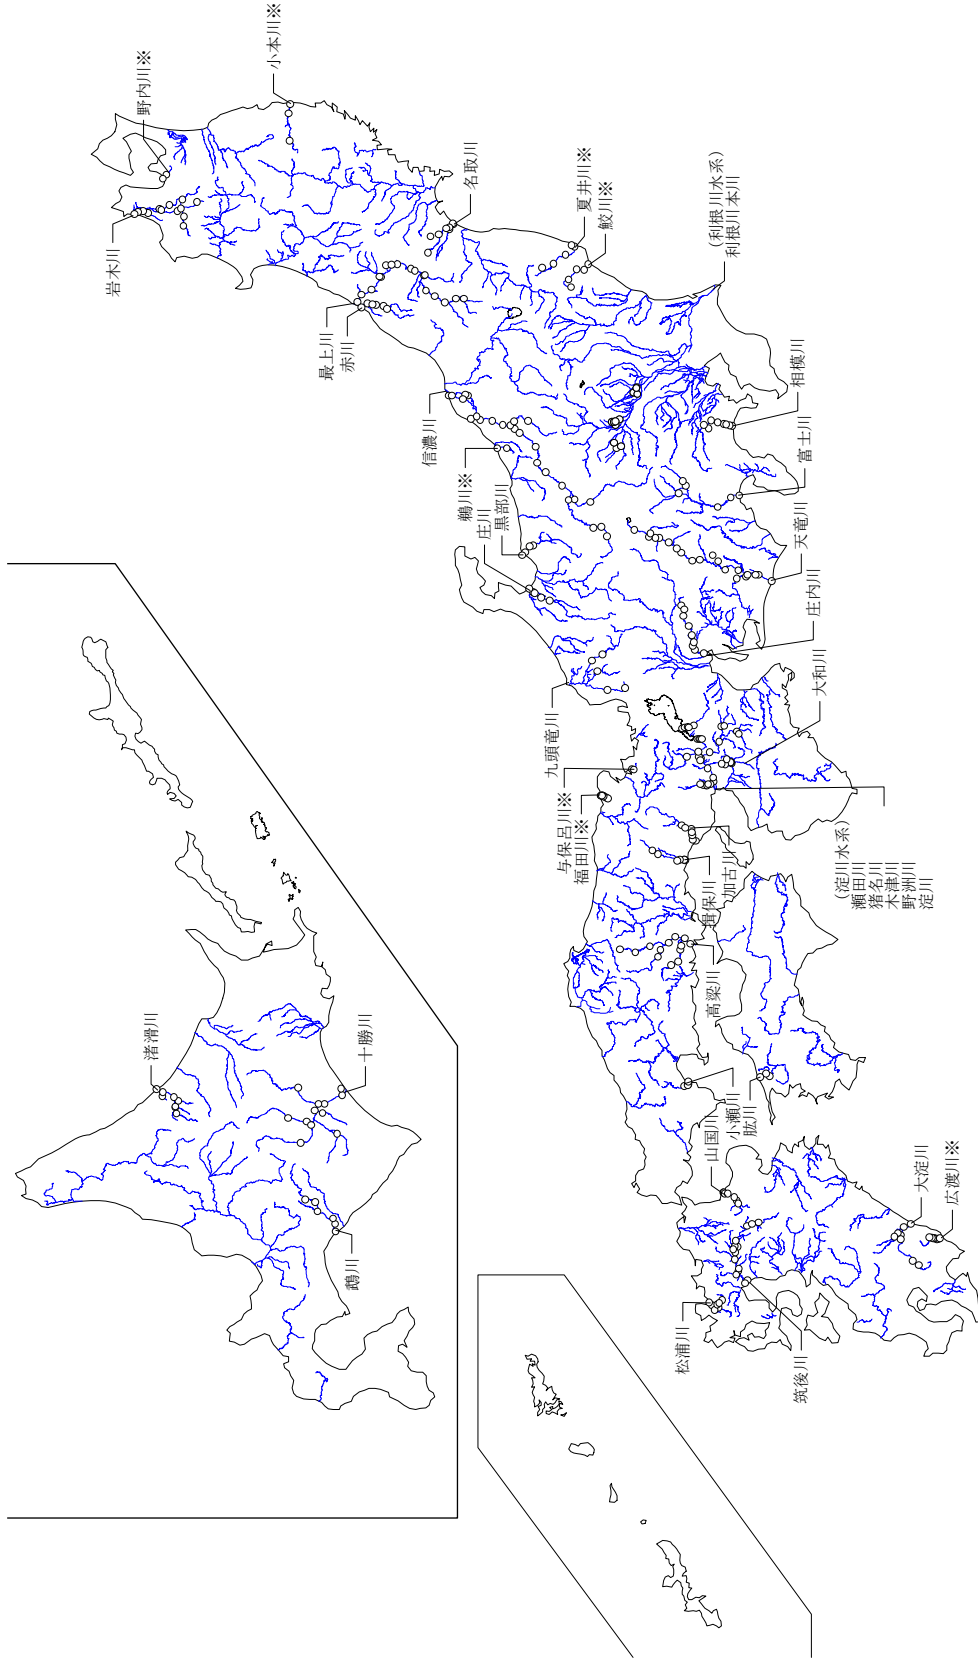 渚滑川
十勝川
鵡川
岩木川
野内川※
小本川※
名取川
最上川
赤川
夏井川※
鮫川※
(利根川水系)
利根川本川
信濃川
鵜川※
庄川
黒部川
相模川
富士川
天竜川
庄内川
九頭竜川
与保呂川※
福田川※
大和川
(淀川水系)
瀬田川
猪名川
木津川
野洲川
淀川
加古川
揖保川
高梁川
小瀬川
肱川
山国川
松浦川
筑後川
大淀川
広渡川※